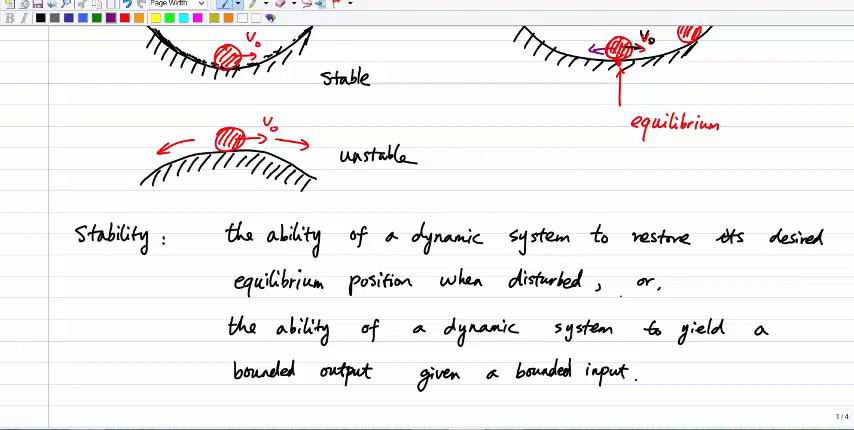 Page Width
B I
V₀
V₀
Stable
equilibrium
V₀
unstable
Stability: the ability of a dynamic system to restore its desired
equilibrium position when disturbed, or,
the ability of a dynamic system to yield a
bounded output given a bounded input.
1 / 4